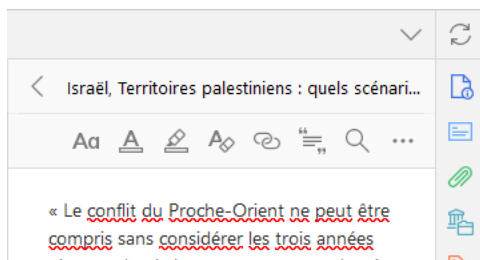 Israël, Territoires palestiniens : quels scénari...
Aa A A
« Le conflit du Proche-Orient ne peut être
compris sans considérer les trois années